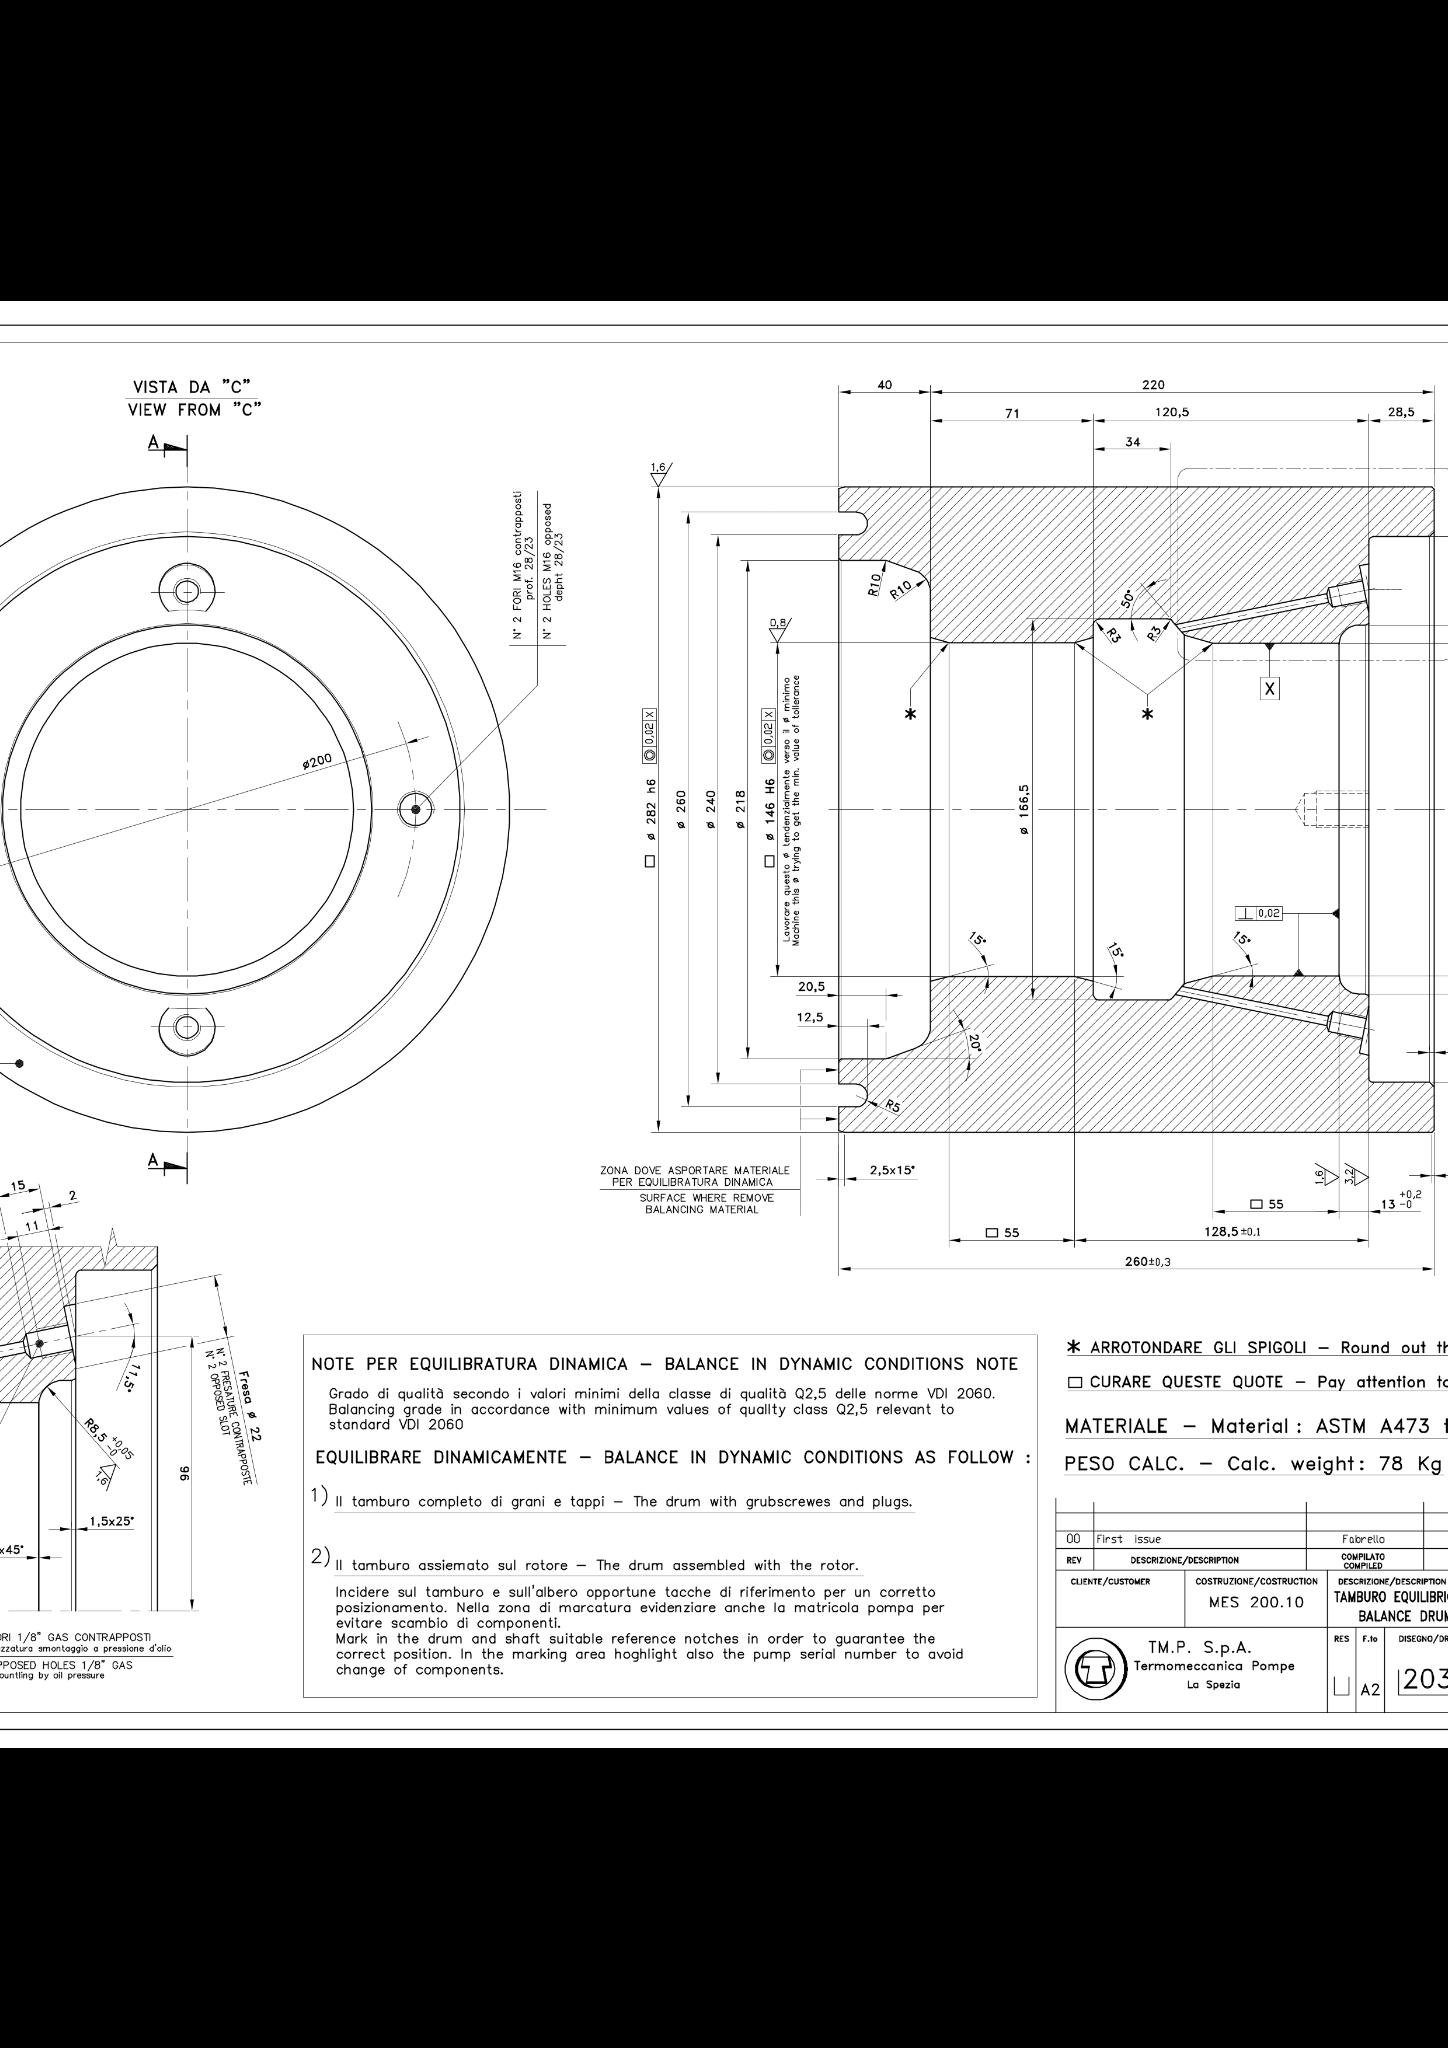 VISTA DA "C"
VIEW FROM "C"
A
N° 2 FORI M16 contrapposti
prof. 28/23
N° 2 HOLES M16 opposed
depht 28/23
ø200
A
40
220
71
120,5
28,5
34
1,6/
R10
R10
50°
R3
R3
0,8/
X
□ ø 282 h6 ◎ 0,02 X
ø 260
ø 240
ø 218
□ ø 146 H6 ◎ 0,02 X
Lavorare questo ø tendenzialmente verso il ø minimo
Machine this ø trying to get the min. value of tollerance
ø 166,5
⊥ 0,02
15°
15°
15°
20,5
12,5
20°
R5
ZONA DOVE ASPORTARE MATERIALE
PER EQUILIBRATURA DINAMICA
SURFACE WHERE REMOVE
BALANCING MATERIAL
2,5x15°
1,6
3,2
□ 55
13 +0,2 -0
□ 55
128,5 ±0,1
260±0,3
15
2
11
11,5°
Fresa ø 22
N° 2 FRESATURE CONTRAPPOSTE
N° 2 OPPOSED SLOT
R8,5 +0,05 -0
1,6
96
1,5x25°
x45°
ORI 1/8" GAS CONTRAPPOSTI
zzatura smontaggio a pressione d'olio
PPOSED HOLES 1/8" GAS
ountling by oil pressure
NOTE PER EQUILIBRATURA DINAMICA – BALANCE IN DYNAMIC CONDITIONS NOTE
Grado di qualità secondo i valori minimi della classe di qualità Q2,5 delle norme VDI 2060.
Balancing grade in accordance with minimum values of quallty class Q2,5 relevant to
standard VDI 2060
EQUILIBRARE DINAMICAMENTE – BALANCE IN DYNAMIC CONDITIONS AS FOLLOW :
1) Il tamburo completo di grani e tappi – The drum with grubscrewes and plugs.
2) Il tamburo assiemato sul rotore – The drum assembled with the rotor.
Incidere sul tamburo e sull'albero opportune tacche di riferimento per un corretto
posizionamento. Nella zona di marcatura evidenziare anche la matricola pompa per
evitare scambio di componenti.
Mark in the drum and shaft suitable reference notches in order to guarantee the
correct position. In the marking area hoghlight also the pump serial number to avoid
change of components.
* ARROTONDARE GLI SPIGOLI – Round out th
□ CURARE QUESTE QUOTE – Pay attention to
MATERIALE – Material : ASTM A473 t
PESO CALC. – Calc. weight: 78 Kg
00 First issue Fabrello
REV DESCRIZIONE/DESCRIPTION COMPILATO
COMPILED
CLIENTE/CUSTOMER COSTRUZIONE/COSTRUCTION DESCRIZIONE/DESCRIPTION
MES 200.10
TAMBURO EQUILIBRI
BALANCE DRUM
TM.P. S.p.A.
Termomeccanica Pompe
La Spezia
RES F.to DISEGNO/DR
A2 203